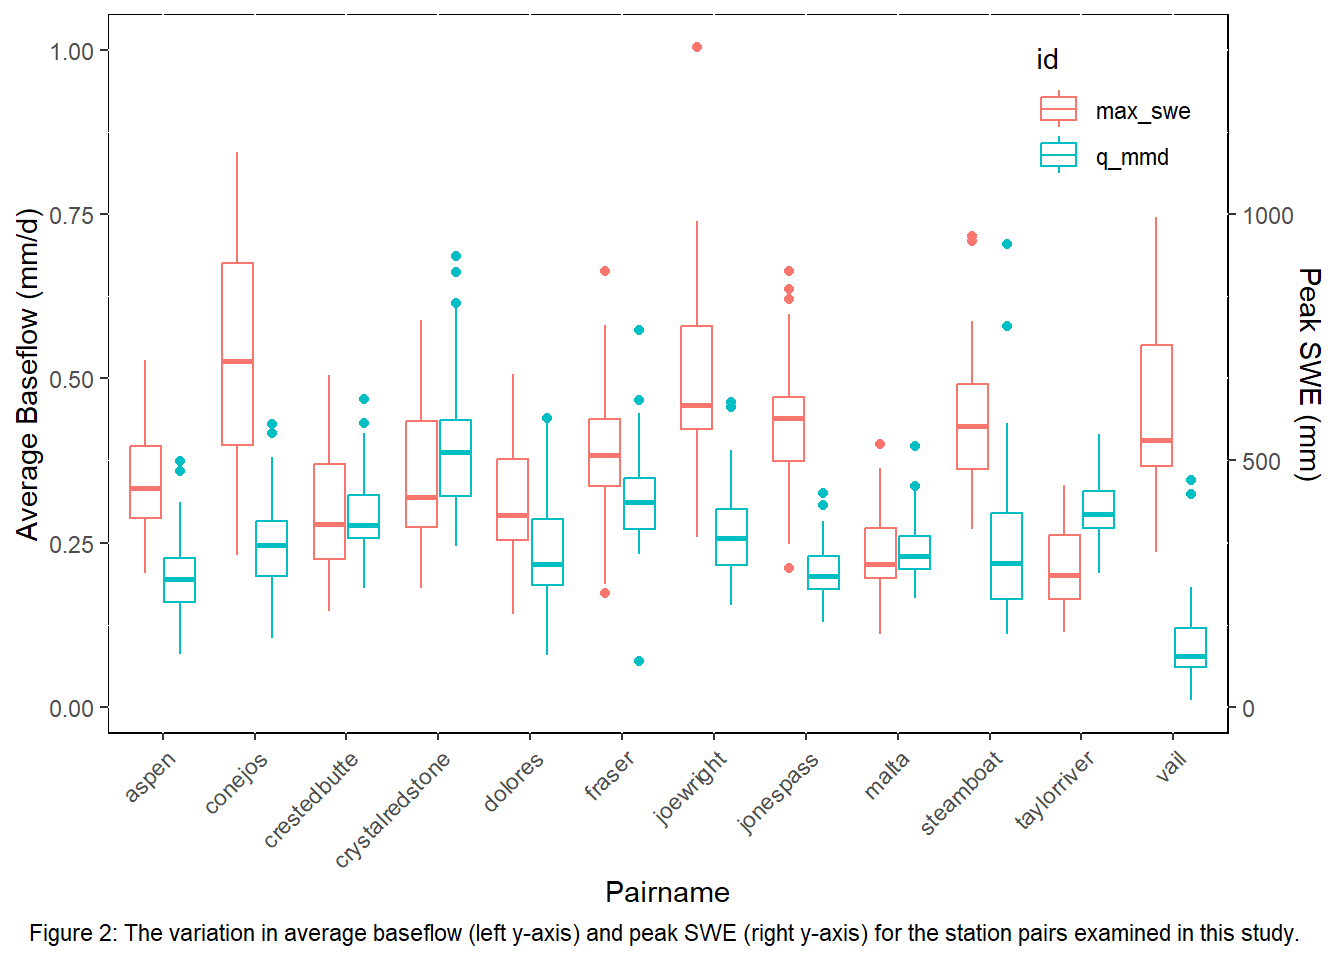 1.00
0.75
0.50
0.25
0.00
Average Baseflow (mm/d)
id
max_swe
q_mmd
1000
500
0
Peak SWE (mm)
aspen
conejos
crestedbutte
crystalredstone
dolores
fraser
joewright
jonespass
malta
steamboat
taylorriver
vail
Pairname
Figure 2: The variation in average baseflow (left y-axis) and peak SWE (right y-axis) for the station pairs examined in this study.